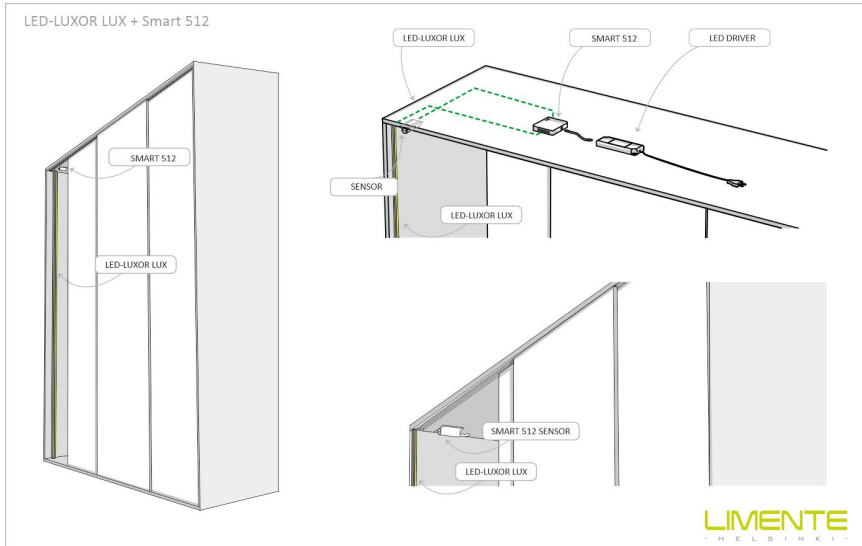 LED-LUXOR LUX + Smart 512
SMART 512
LED-LUXOR LUX
LED-LUXOR LUX
SMART 512
LED DRIVER
SENSOR
LED-LUXOR LUX
SMART 512 SENSOR
LED-LUXOR LUX
LIMENTE
· HELSINKI ·